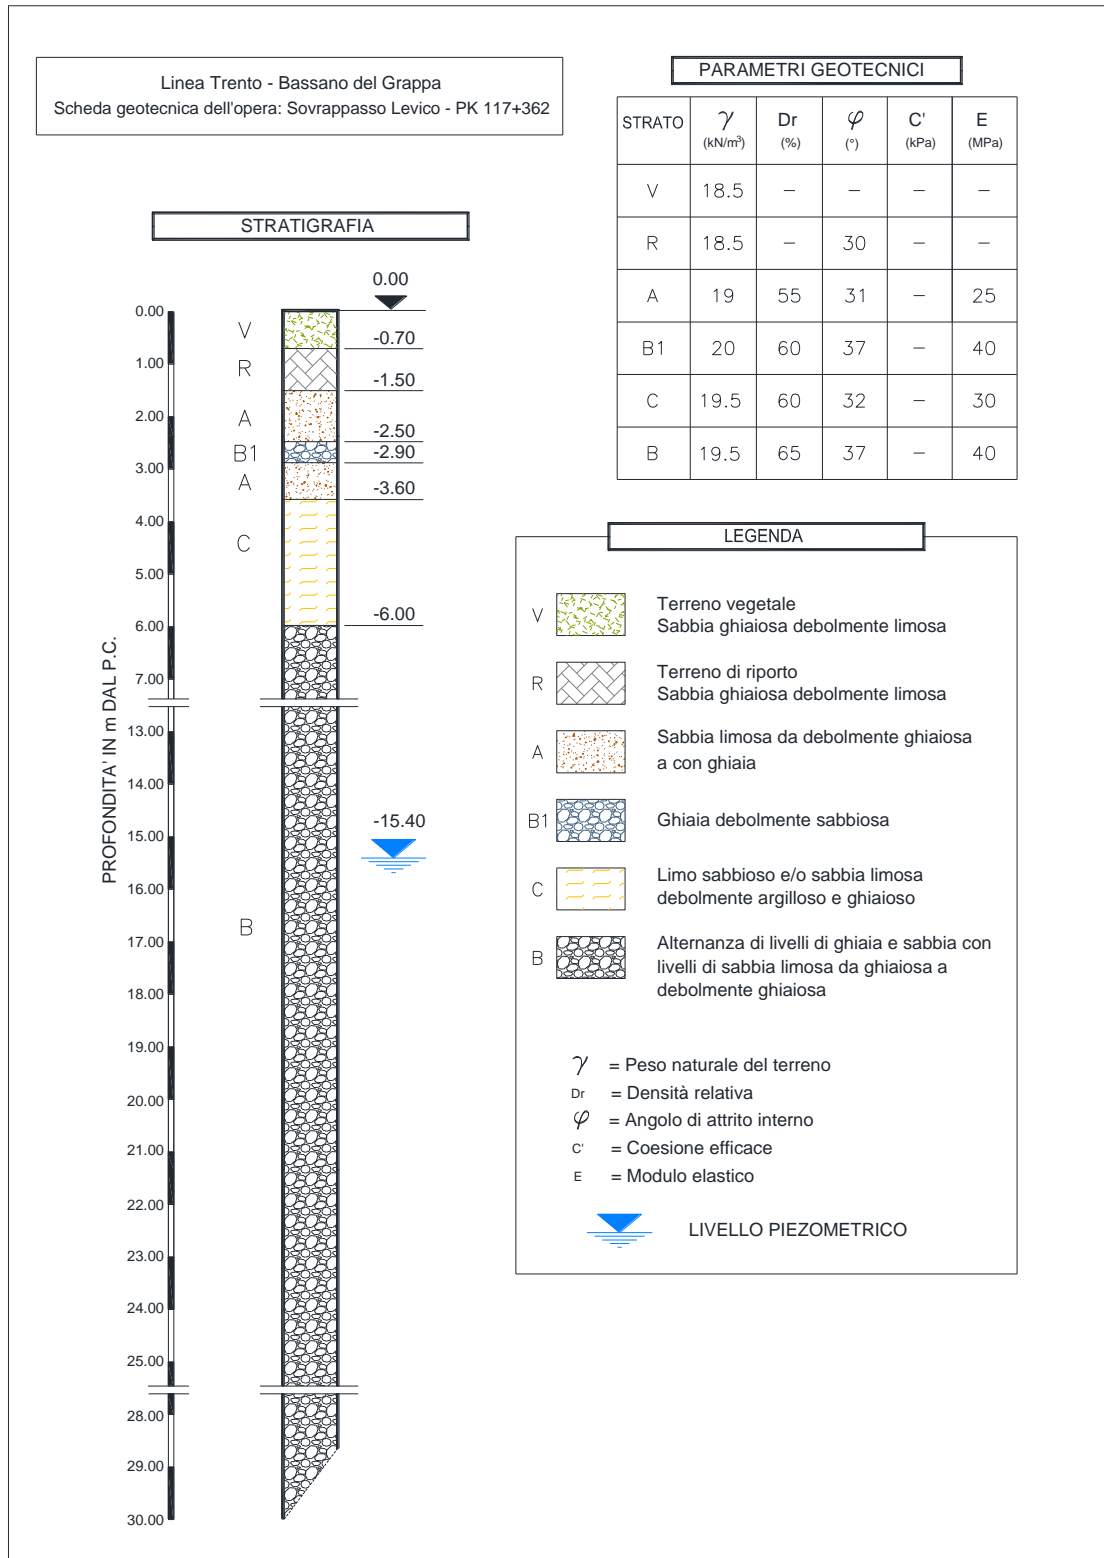 Linea Trento - Bassano del Grappa
Scheda geotecnica dell'opera: Sovrappasso Levico - PK 117+362
PARAMETRI GEOTECNICI
STRATO γ Dr φ C' E
(kN/m³) (%) (°) (kPa) (MPa)
V 18.5 – – – –
R 18.5 – 30 – –
A 19 55 31 – 25
B1 20 60 37 – 40
C 19.5 60 32 – 30
B 19.5 65 37 – 40
STRATIGRAFIA
PROFONDITA' IN m DAL P.C.
0.00
1.00
2.00
3.00
4.00
5.00
6.00
7.00
13.00
14.00
15.00
16.00
17.00
18.00
19.00
20.00
21.00
22.00
23.00
24.00
25.00
28.00
29.00
30.00
V
R
A
B1
A
C
B
0.00
-0.70
-1.50
-2.50
-2.90
-3.60
-6.00
-15.40
LEGENDA
V Terreno vegetale
Sabbia ghiaiosa debolmente limosa
R Terreno di riporto
Sabbia ghiaiosa debolmente limosa
A Sabbia limosa da debolmente ghiaiosa
a con ghiaia
B1 Ghiaia debolmente sabbiosa
C Limo sabbioso e/o sabbia limosa
debolmente argilloso e ghiaioso
B Alternanza di livelli di ghiaia e sabbia con
livelli di sabbia limosa da ghiaiosa a
debolmente ghiaiosa
γ = Peso naturale del terreno
Dr = Densità relativa
φ = Angolo di attrito interno
C' = Coesione efficace
E = Modulo elastico
LIVELLO PIEZOMETRICO